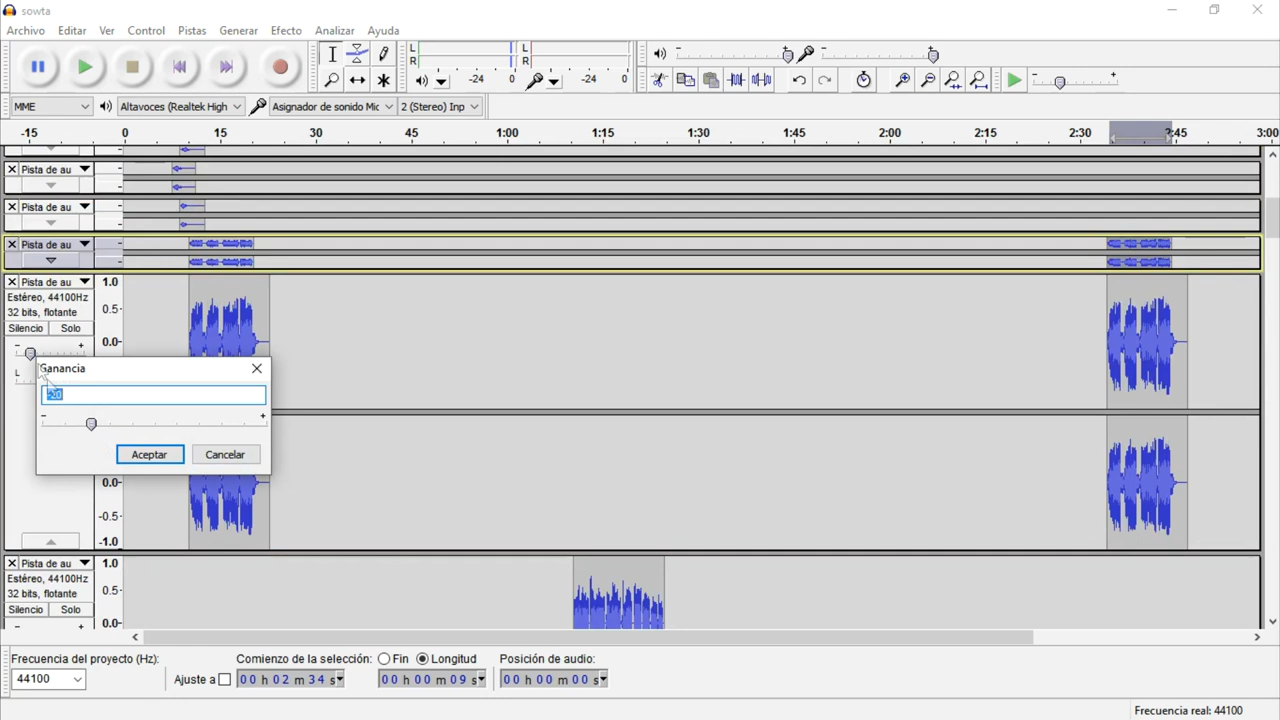 sowta
Archivo Editar Ver Control Pistas Generar Efecto Analizar Ayuda
L L
R R
-24 0 -24 0
MME Altavoces (Realtek High Asignador de sonido Mic 2 (Stereo) Inp
-15 0 15 30 45 1:00 1:15 1:30 1:45 2:00 2:15 2:30 2:45 3:00
Pista de au
Pista de au
Pista de au
Pista de au 1.0
Estéreo, 44100Hz
32 bits, flotante 0.5
Silencio Solo
0.0
L
Ganancia
-20
Aceptar Cancelar
0.0
-0.5
-1.0
Pista de au 1.0
Estéreo, 44100Hz
32 bits, flotante 0.5
Silencio Solo
0.0
Frecuencia del proyecto (Hz): Comienzo de la selección: Fin Longitud Posición de audio:
44100 Ajuste a 00 h 02 m 34 s 00 h 00 m 09 s 00 h 00 m 00 s
Frecuencia real: 44100